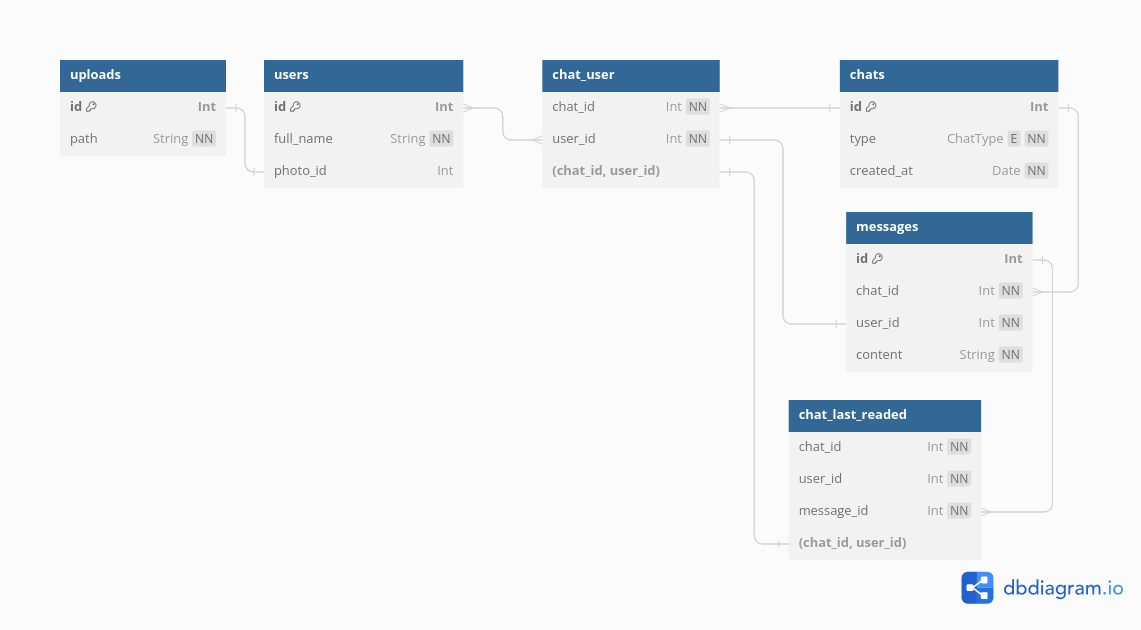 uploads
id Int
path String NN
users
id Int
full_name String NN
photo_id Int
chat_user
chat_id Int NN
user_id Int NN
(chat_id, user_id)
chats
id Int
type ChatType E NN
created_at Date NN
messages
id Int
chat_id Int NN
user_id Int NN
content String NN
chat_last_readed
chat_id Int NN
user_id Int NN
message_id Int NN
(chat_id, user_id)
dbdiagram.io